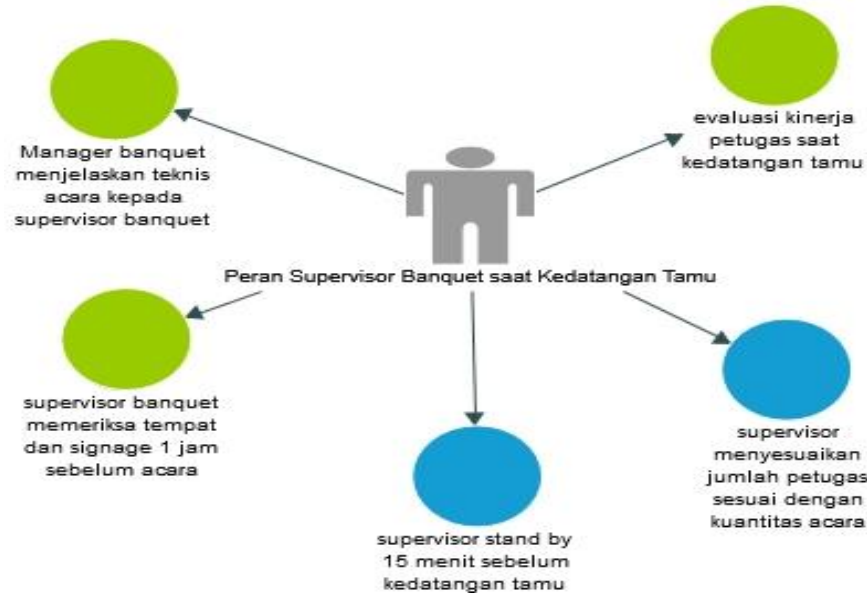 Manager banquet
menjelaskan teknis
acara kepada
supervisor banquet
evaluasi kinerja
petugas saat
kedatangan tamu
Peran Supervisor Banquet saat Kedatangan Tamu
supervisor banquet
memeriksa tempat
dan signage 1 jam
sebelum acara
supervisor stand by
15 menit sebelum
kedatangan tamu
supervisor
menyesuaikan
jumlah petugas
sesuai dengan
kuantitas acara